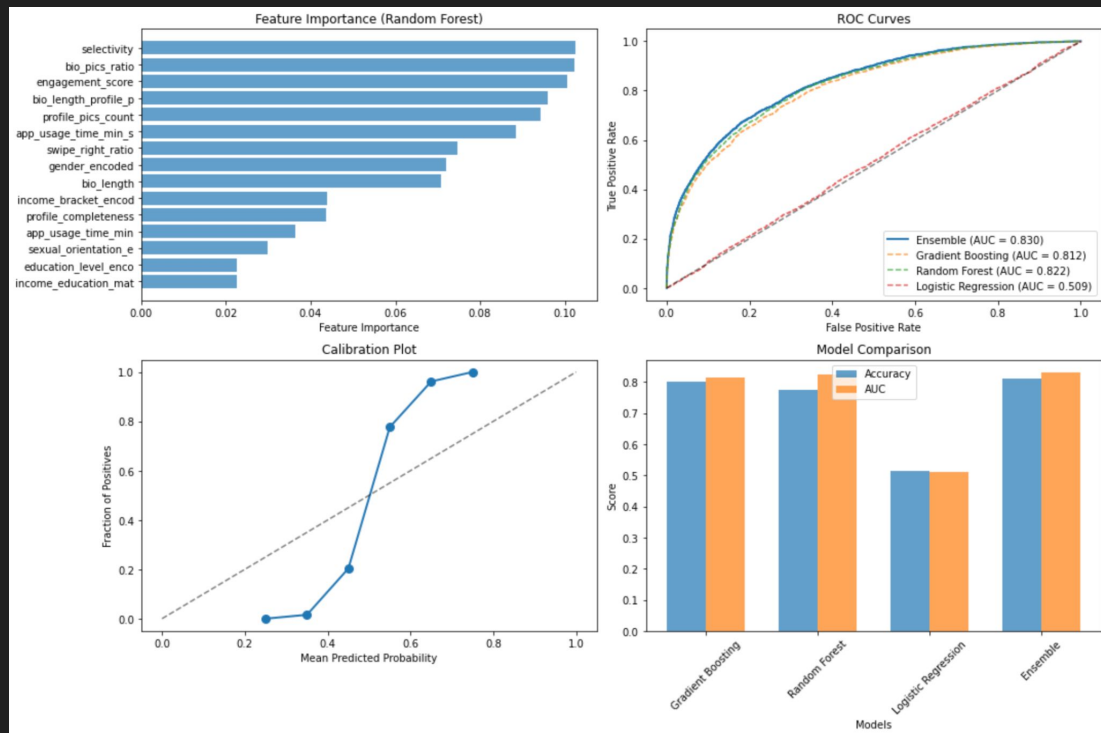 Feature Importance (Random Forest)
selectivity
bio_pics_ratio
engagement_score
bio_length_profile_p
profile_pics_count
app_usage_time_min_s
swipe_right_ratio
gender_encoded
bio_length
income_bracket_encod
profile_completeness
app_usage_time_min
sexual_orientation_e
education_level_enco
income_education_mat
0.00 0.02 0.04 0.06 0.08 0.10
Feature Importance
ROC Curves
True Positive Rate
1.0
0.8
0.6
0.4
0.2
0.0
Ensemble (AUC = 0.830)
Gradient Boosting (AUC = 0.812)
Random Forest (AUC = 0.822)
Logistic Regression (AUC = 0.509)
0.0 0.2 0.4 0.6 0.8 1.0
False Positive Rate
Calibration Plot
Fraction of Positives
1.0
0.8
0.6
0.4
0.2
0.0
0.0 0.2 0.4 0.6 0.8 1.0
Mean Predicted Probability
Model Comparison
Score
0.8
0.7
0.6
0.5
0.4
0.3
0.2
0.1
0.0
Accuracy
AUC
Gradient Boosting
Random Forest
Logistic Regression
Ensemble
Models